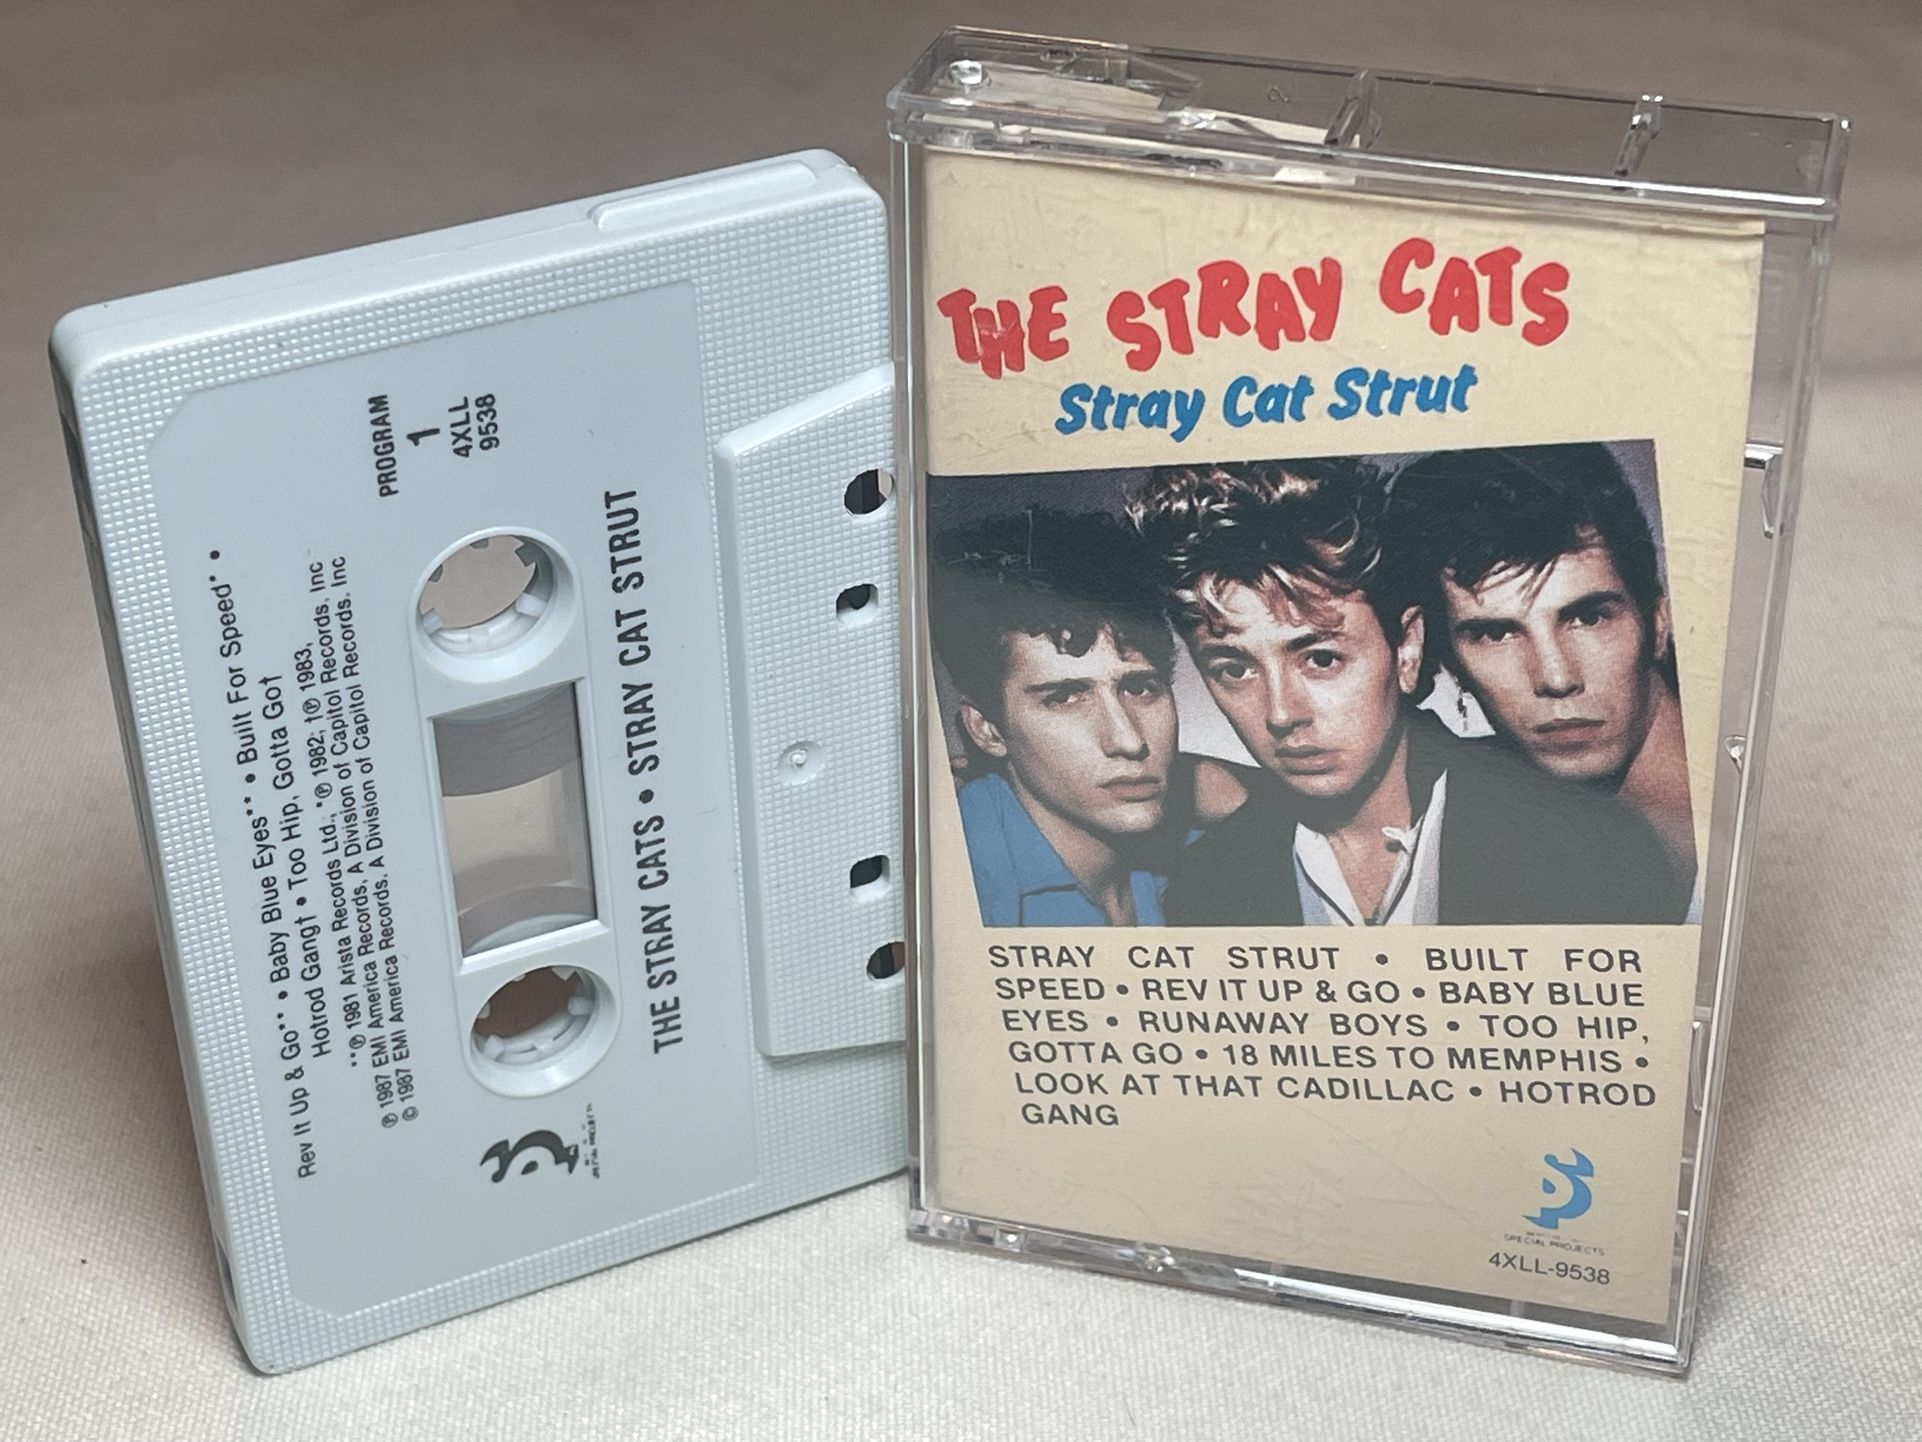 PROGRAM
1
4XLL
9538
Rev It Up & Go** • Baby Blue Eyes** • Built For Speed* •
Hotrod Gang† • Too Hip, Gotta Go†
**℗ 1981 Arista Records Ltd.; *℗ 1982; †℗ 1983,
℗ 1987 EMI America Records, A Division of Capitol Records, Inc
© 1987 EMI America Records. A Division of Capitol Records. Inc
THE STRAY CATS • STRAY CAT STRUT
THE STRAY CATS
Stray Cat Strut
STRAY CAT STRUT • BUILT FOR
SPEED • REV IT UP & GO • BABY BLUE
EYES • RUNAWAY BOYS • TOO HIP,
GOTTA GO • 18 MILES TO MEMPHIS •
LOOK AT THAT CADILLAC • HOTROD
GANG
SPECIAL PROJECTS
4XLL-9538